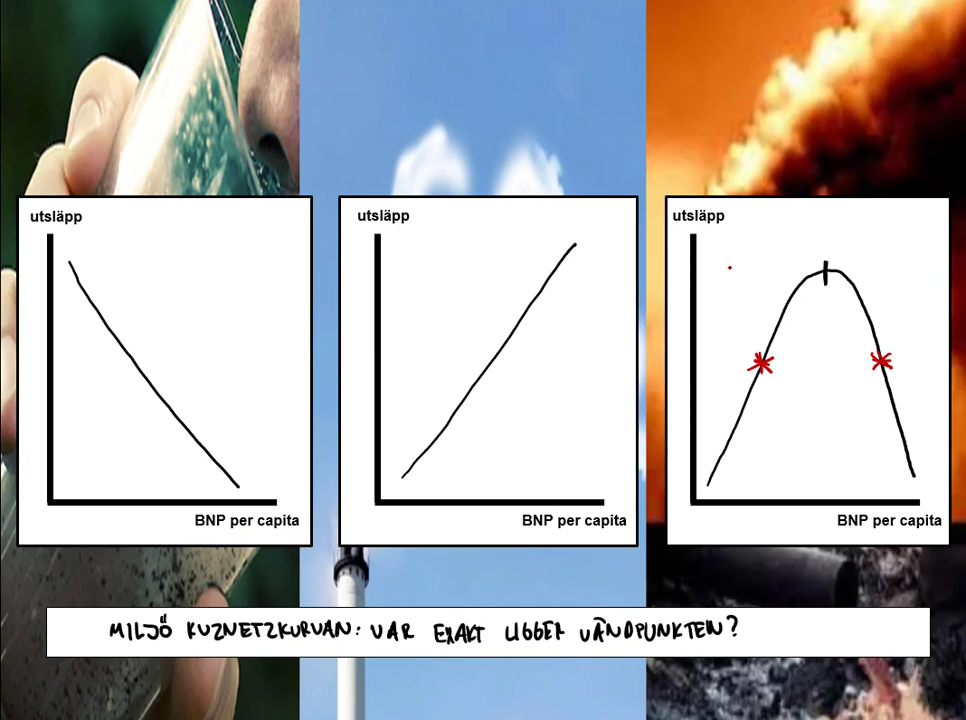 utsläpp
utsläpp
utsläpp
BNP per capita
BNP per capita
BNP per capita
MILJÖ KUZNETZKURVAN: VAR EXAKT LIGGER VÄNDPUNKTEN?